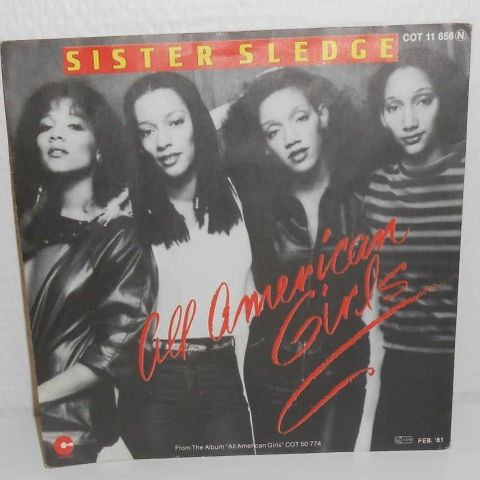 SISTER SLEDGE
COT 11 656 N
All American
Girls
From The Album "All American Girls" COT 50 774
FEB. '81